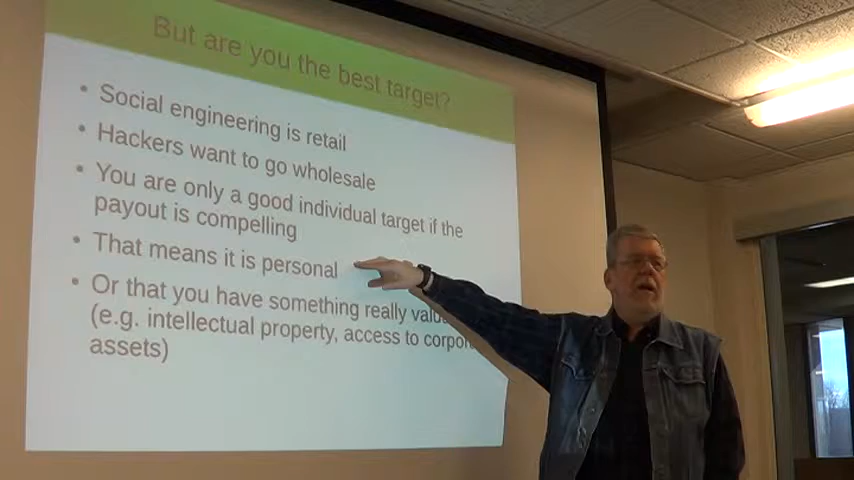 But are you the best target?
• Social engineering is retail
• Hackers want to go wholesale
• You are only a good individual target if the
payout is compelling
• That means it is personal
• Or that you have something really
(e.g. intellectual property, access to
assets)